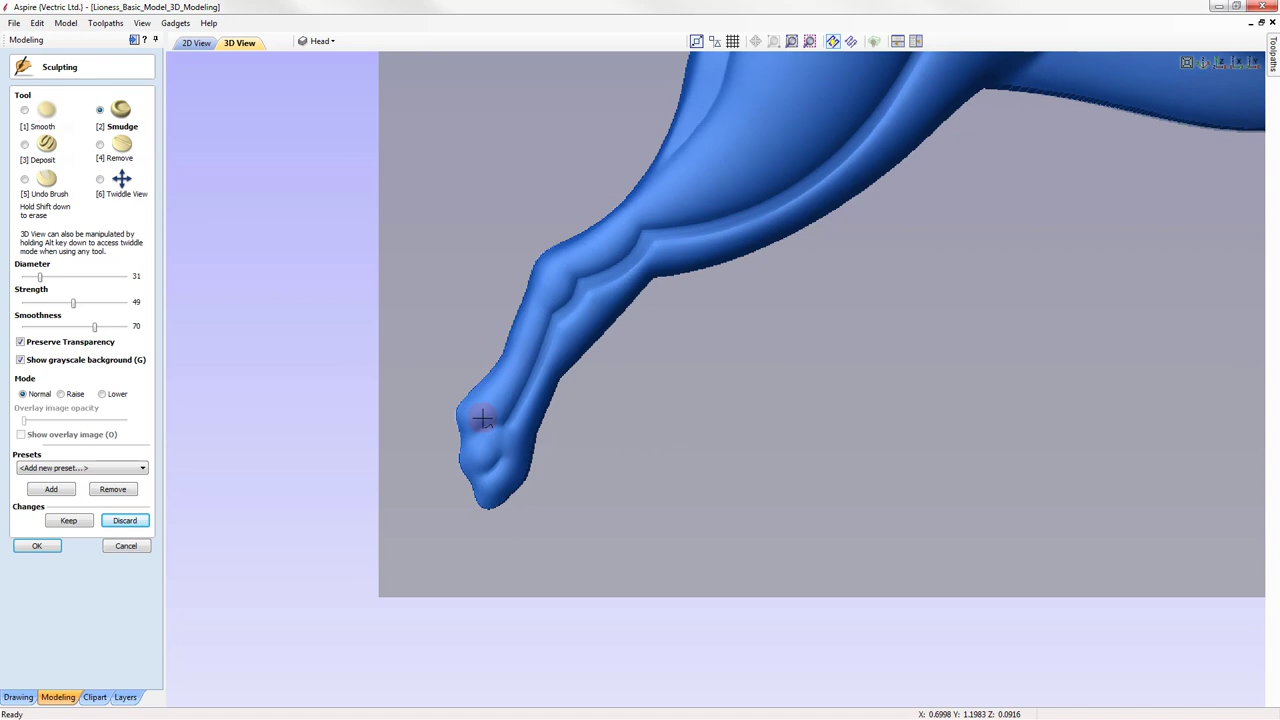 Aspire (Vectric Ltd.) - [Lioness_Basic_Model_3D_Modeling]
File Edit Model Toolpaths View Gadgets Help
Modeling
2D View 3D View
Head
Toolpaths
Sculpting
Tool
[1] Smooth [2] Smudge
[3] Deposit [4] Remove
[5] Undo Brush [6] Twiddle View
Hold Shift down
to erase
3D View can also be manipulated by
holding Alt key down to access twiddle
mode when using any tool.
Diameter
31
Strength
49
Smoothness
70
Preserve Transparency
Show grayscale background (G)
Mode
Normal Raise Lower
Overlay image opacity
Show overlay image (O)
Presets
<Add new preset...>
Add Remove
Changes
Keep Discard
OK Cancel
Drawing Modeling Clipart Layers
Ready
X: 0.6998 Y: 1.1983 Z: 0.0916